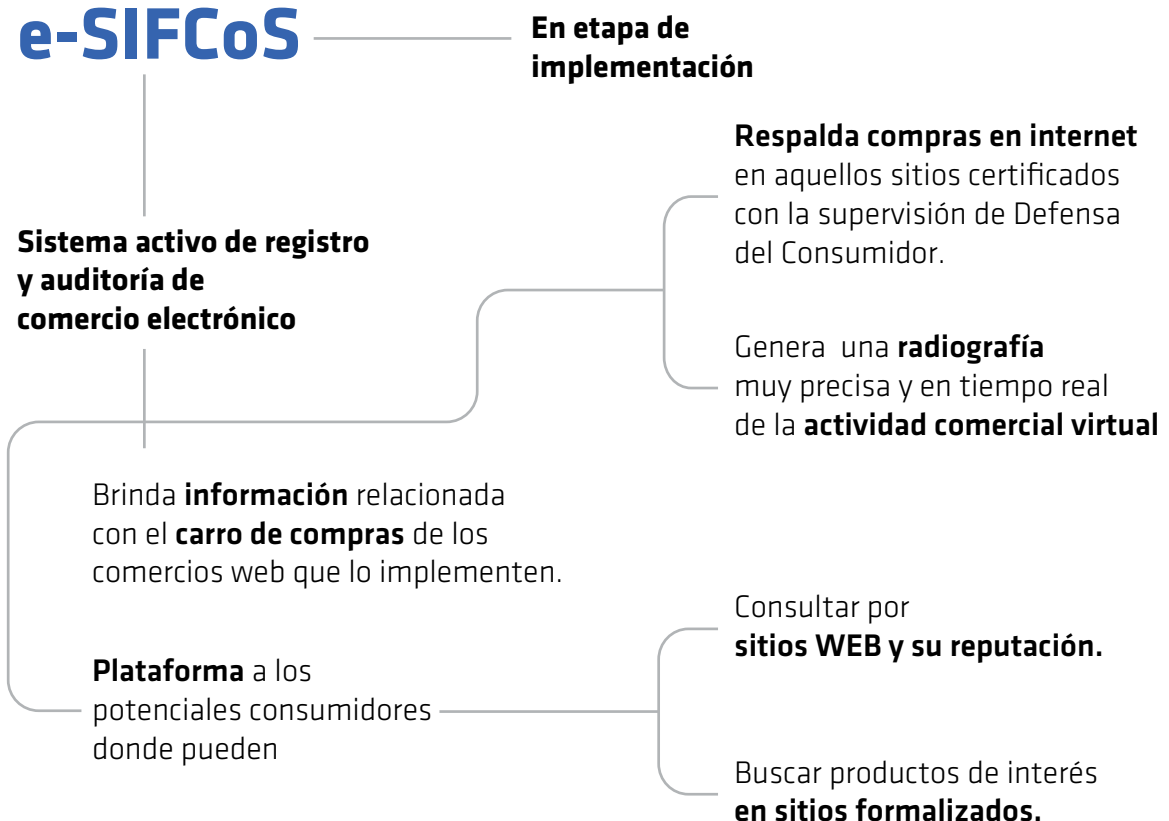 e-SIFCoS
En etapa de
implementación
Sistema activo de registro
y auditoría de
comercio electrónico
Respalda compras en internet
en aquellos sitios certificados
con la supervisión de Defensa
del Consumidor.
Genera una radiografía
muy precisa y en tiempo real
de la actividad comercial virtual
Brinda información relacionada
con el carro de compras de los
comercios web que lo implementen.
Plataforma a los
potenciales consumidores
donde pueden
Consultar por
sitios WEB y su reputación.
Buscar productos de interés
en sitios formalizados.